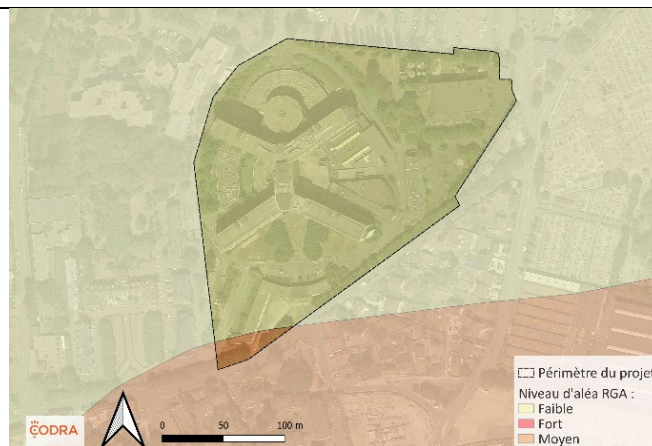 Périmètre du projet
Niveau d'aléa RGA :
Faible
Fort
Moyen
CODRA
0 50 100 m